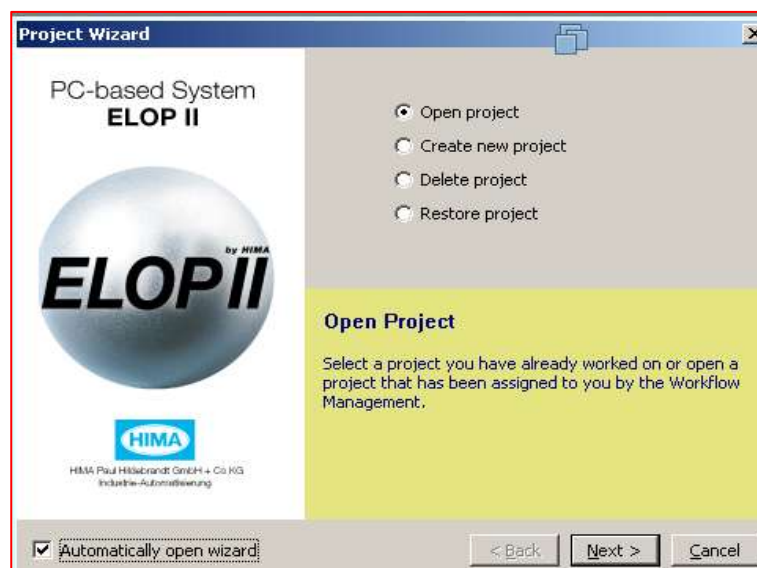 Project Wizard
PC-based System
ELOP II
by HIMA
ELOPII
HIMA
HIMA Paul Hildebrandt GmbH + Co KG
Industrie-Automatisierung
Open project
Create new project
Delete project
Restore project
Open Project
Select a project you have already worked on or open a
project that has been assigned to you by the Workflow
Management.
Automatically open wizard
< Back
Next >
Cancel